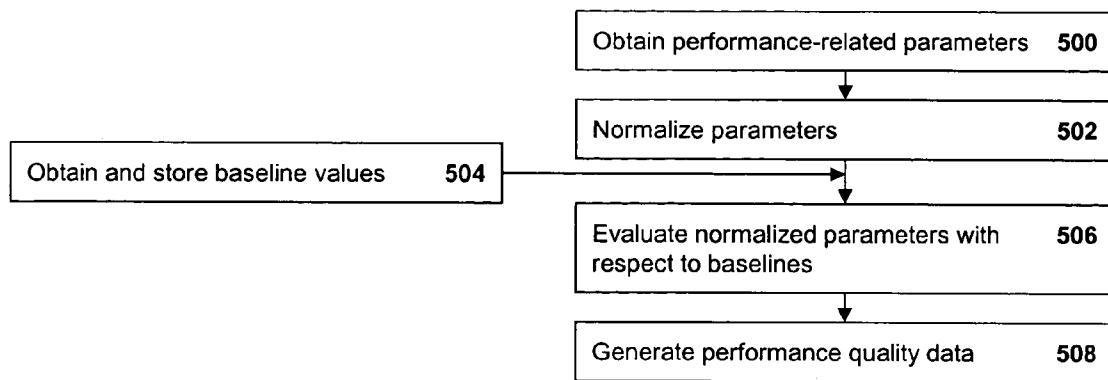 Obtain performance-related parameters 500
Normalize parameters 502
Obtain and store baseline values 504
Evaluate normalized parameters with 506
respect to baselines
Generate performance quality data 508